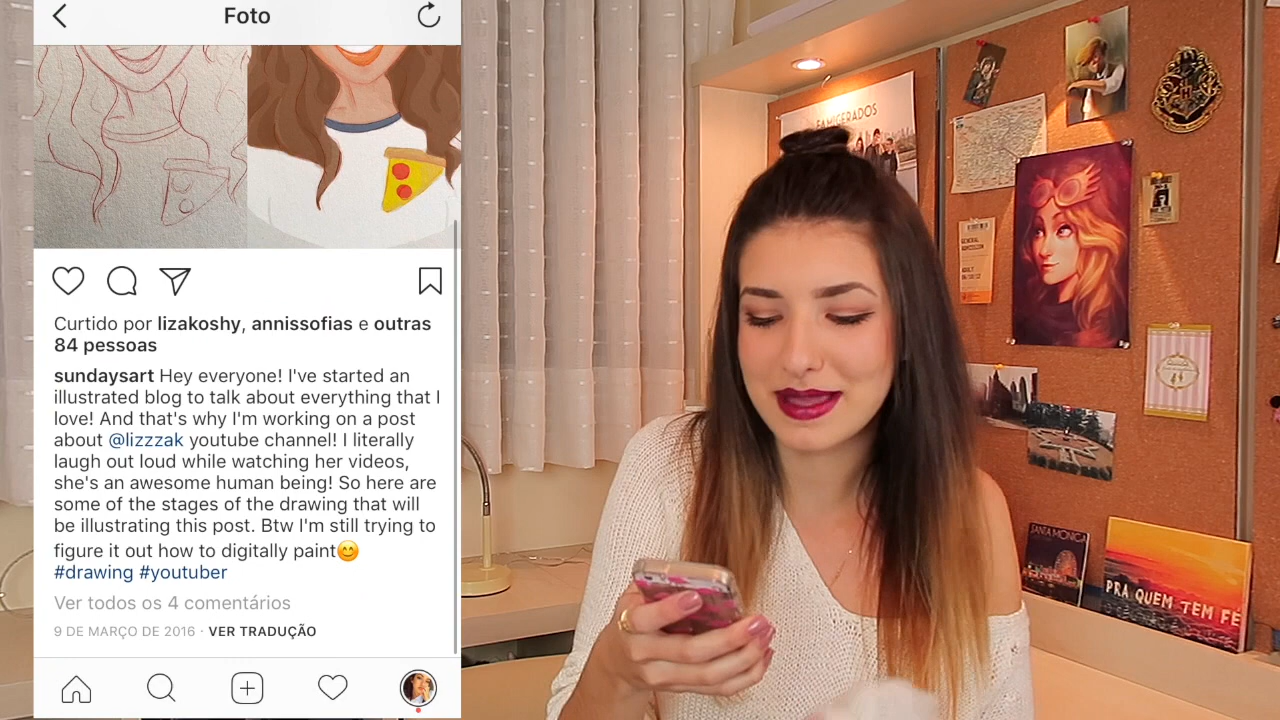 Foto
Curtido por lizakoshy, annissofias e outras
84 pessoas
sundaysart Hey everyone! I've started an
illustrated blog to talk about everything that I
love! And that's why I'm working on a post
about @lizzzak youtube channel! I literally
laugh out loud while watching her videos,
she's an awesome human being! So here are
some of the stages of the drawing that will
be illustrating this post. Btw I'm still trying to
figure it out how to digitally paint😊
#drawing #youtuber
Ver todos os 4 comentários
9 DE MARÇO DE 2016 · VER TRADUÇÃO
FAMIGERADOS
GENERAL
ADMISSION
ADULT
SANTA MONICA
PRA QUEM TEM FÉ